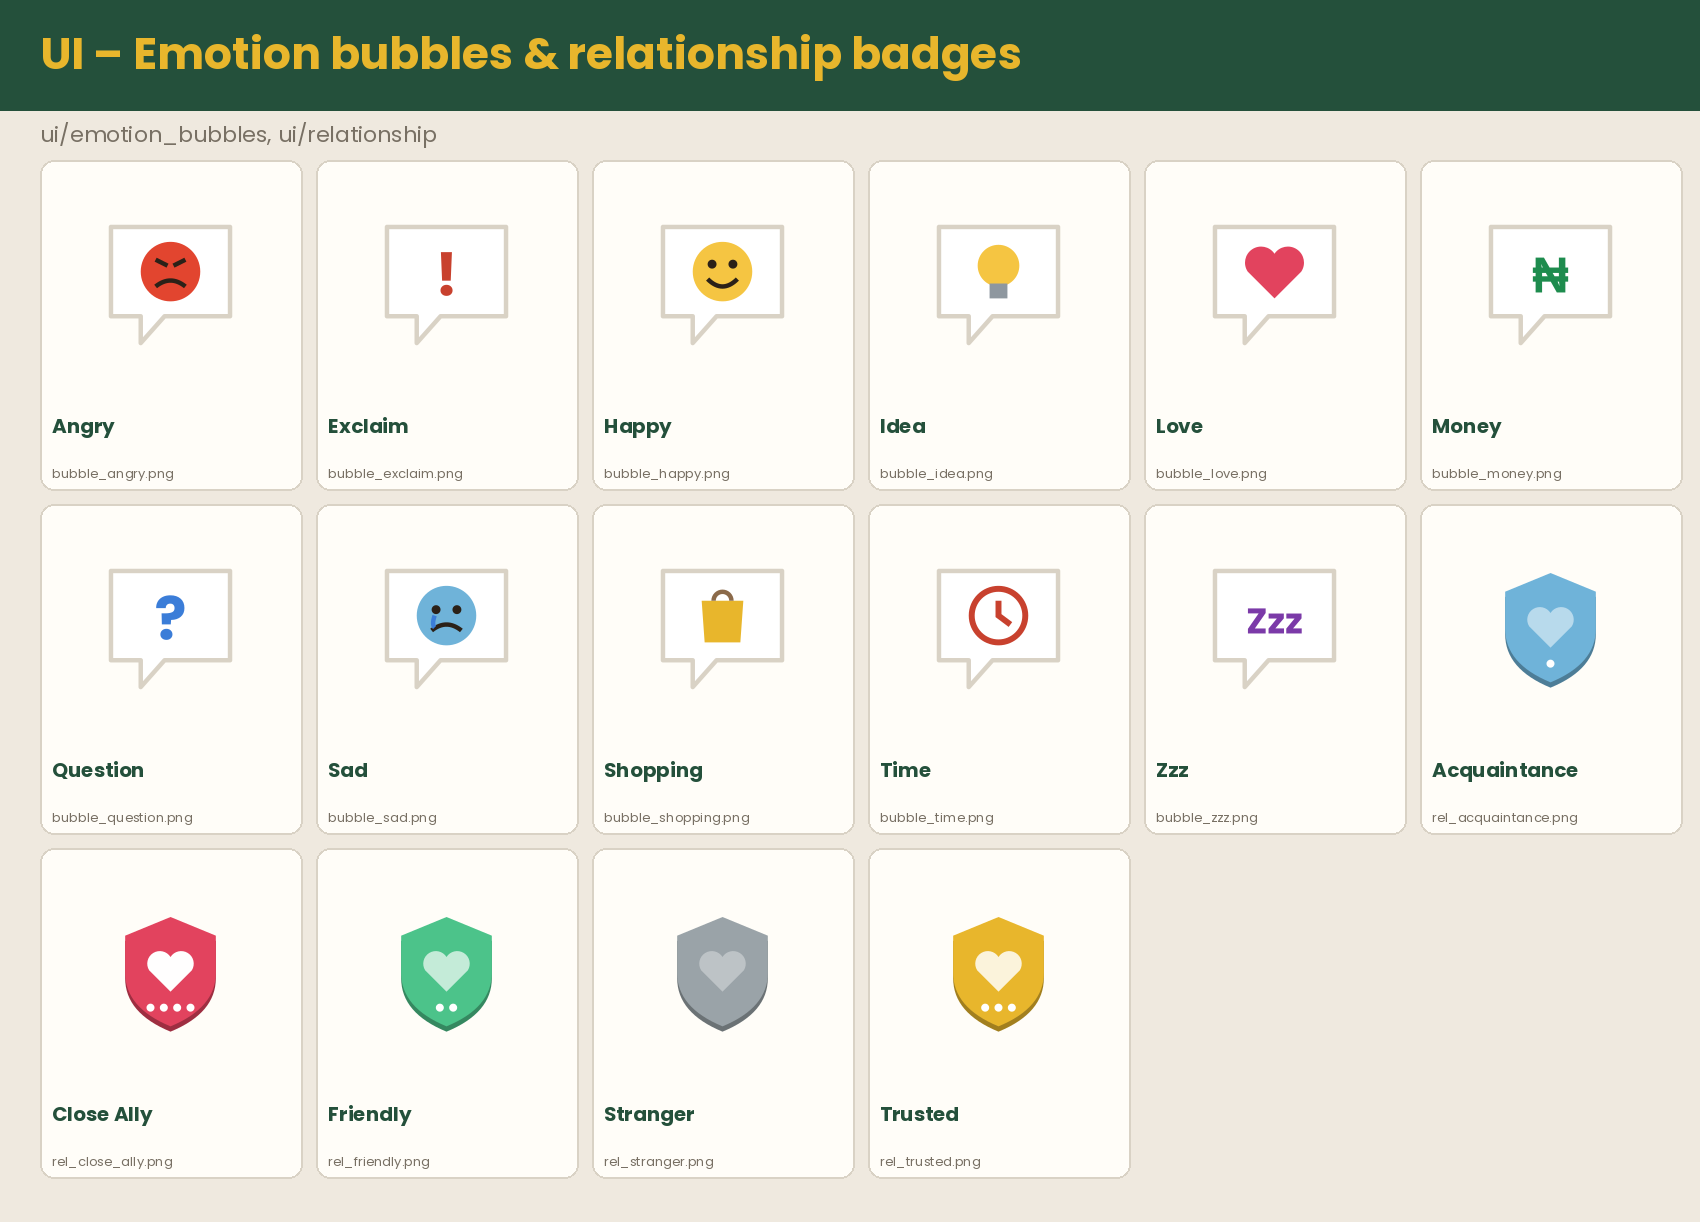 UI – Emotion bubbles & relationship badges
ui/emotion_bubbles, ui/relationship
!
₦
Angry
Exclaim
Happy
Idea
Love
Money
bubble_angry.png
bubble_exclaim.png
bubble_happy.png
bubble_idea.png
bubble_love.png
bubble_money.png
?
Zzz
Question
Sad
Shopping
Time
Zzz
Acquaintance
bubble_question.png
bubble_sad.png
bubble_shopping.png
bubble_time.png
bubble_zzz.png
rel_acquaintance.png
Close Ally
Friendly
Stranger
Trusted
rel_close_ally.png
rel_friendly.png
rel_stranger.png
rel_trusted.png